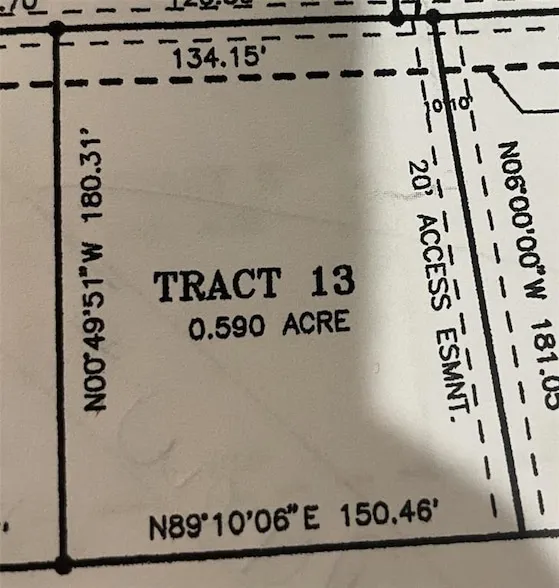 134.15'
10'10'
N00°49'51"W 180.31'
20' ACCESS ESMNT.
N06°00'00"W 181.05
TRACT 13
0.590 ACRE
N89°10'06"E 150.46'